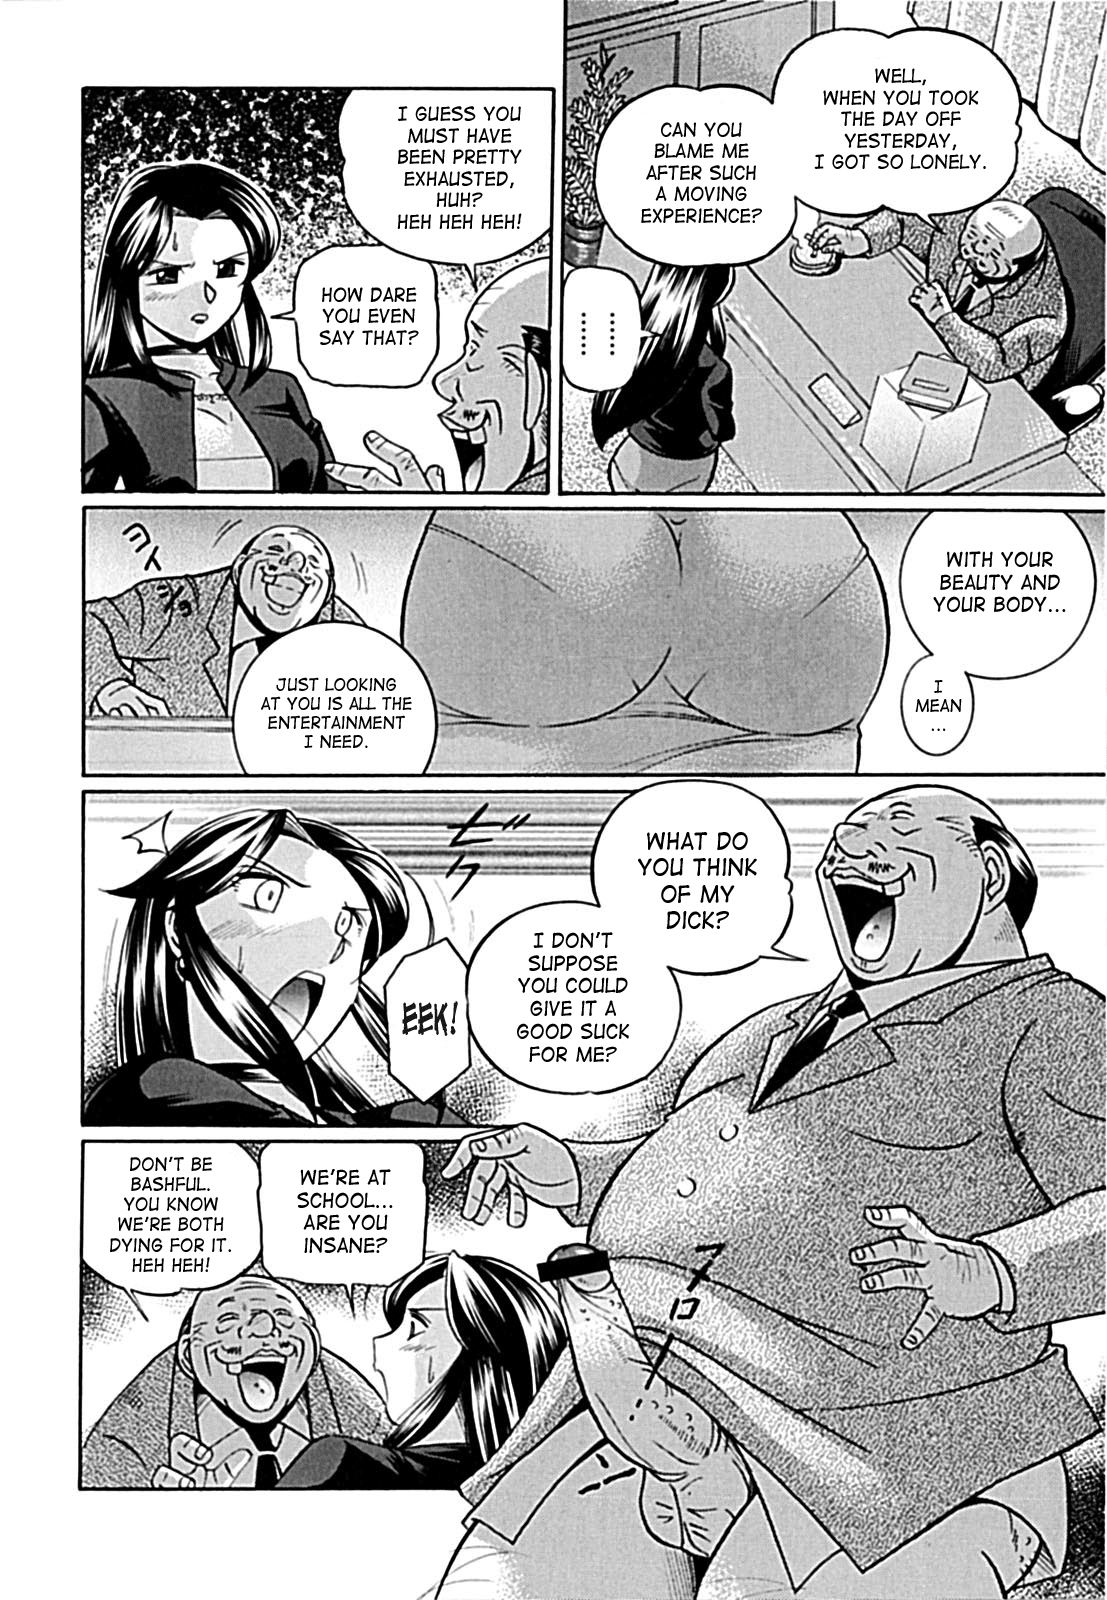 WELL,
WHEN YOU TOOK
THE DAY OFF
YESTERDAY,
I GOT SO LONELY.
CAN YOU
BLAME ME
AFTER SUCH
A MOVING
EXPERIENCE?
......
I GUESS YOU
MUST HAVE
BEEN PRETTY
EXHAUSTED,
HUH?
HEH HEH HEH!
HOW DARE
YOU EVEN
SAY THAT?
WITH YOUR
BEAUTY AND
YOUR BODY...
I
MEAN
...
JUST LOOKING
AT YOU IS ALL THE
ENTERTAINMENT
I NEED.
ヨイ
ショ
WHAT DO
YOU THINK
OF MY
DICK?
I DON'T
SUPPOSE
YOU COULD
GIVE IT A
GOOD SUCK
FOR ME?
EEK!
WE'RE AT
SCHOOL...
ARE YOU
INSANE?
DON'T BE
BASHFUL.
YOU KNOW
WE'RE BOTH
DYING FOR IT.
HEH HEH!